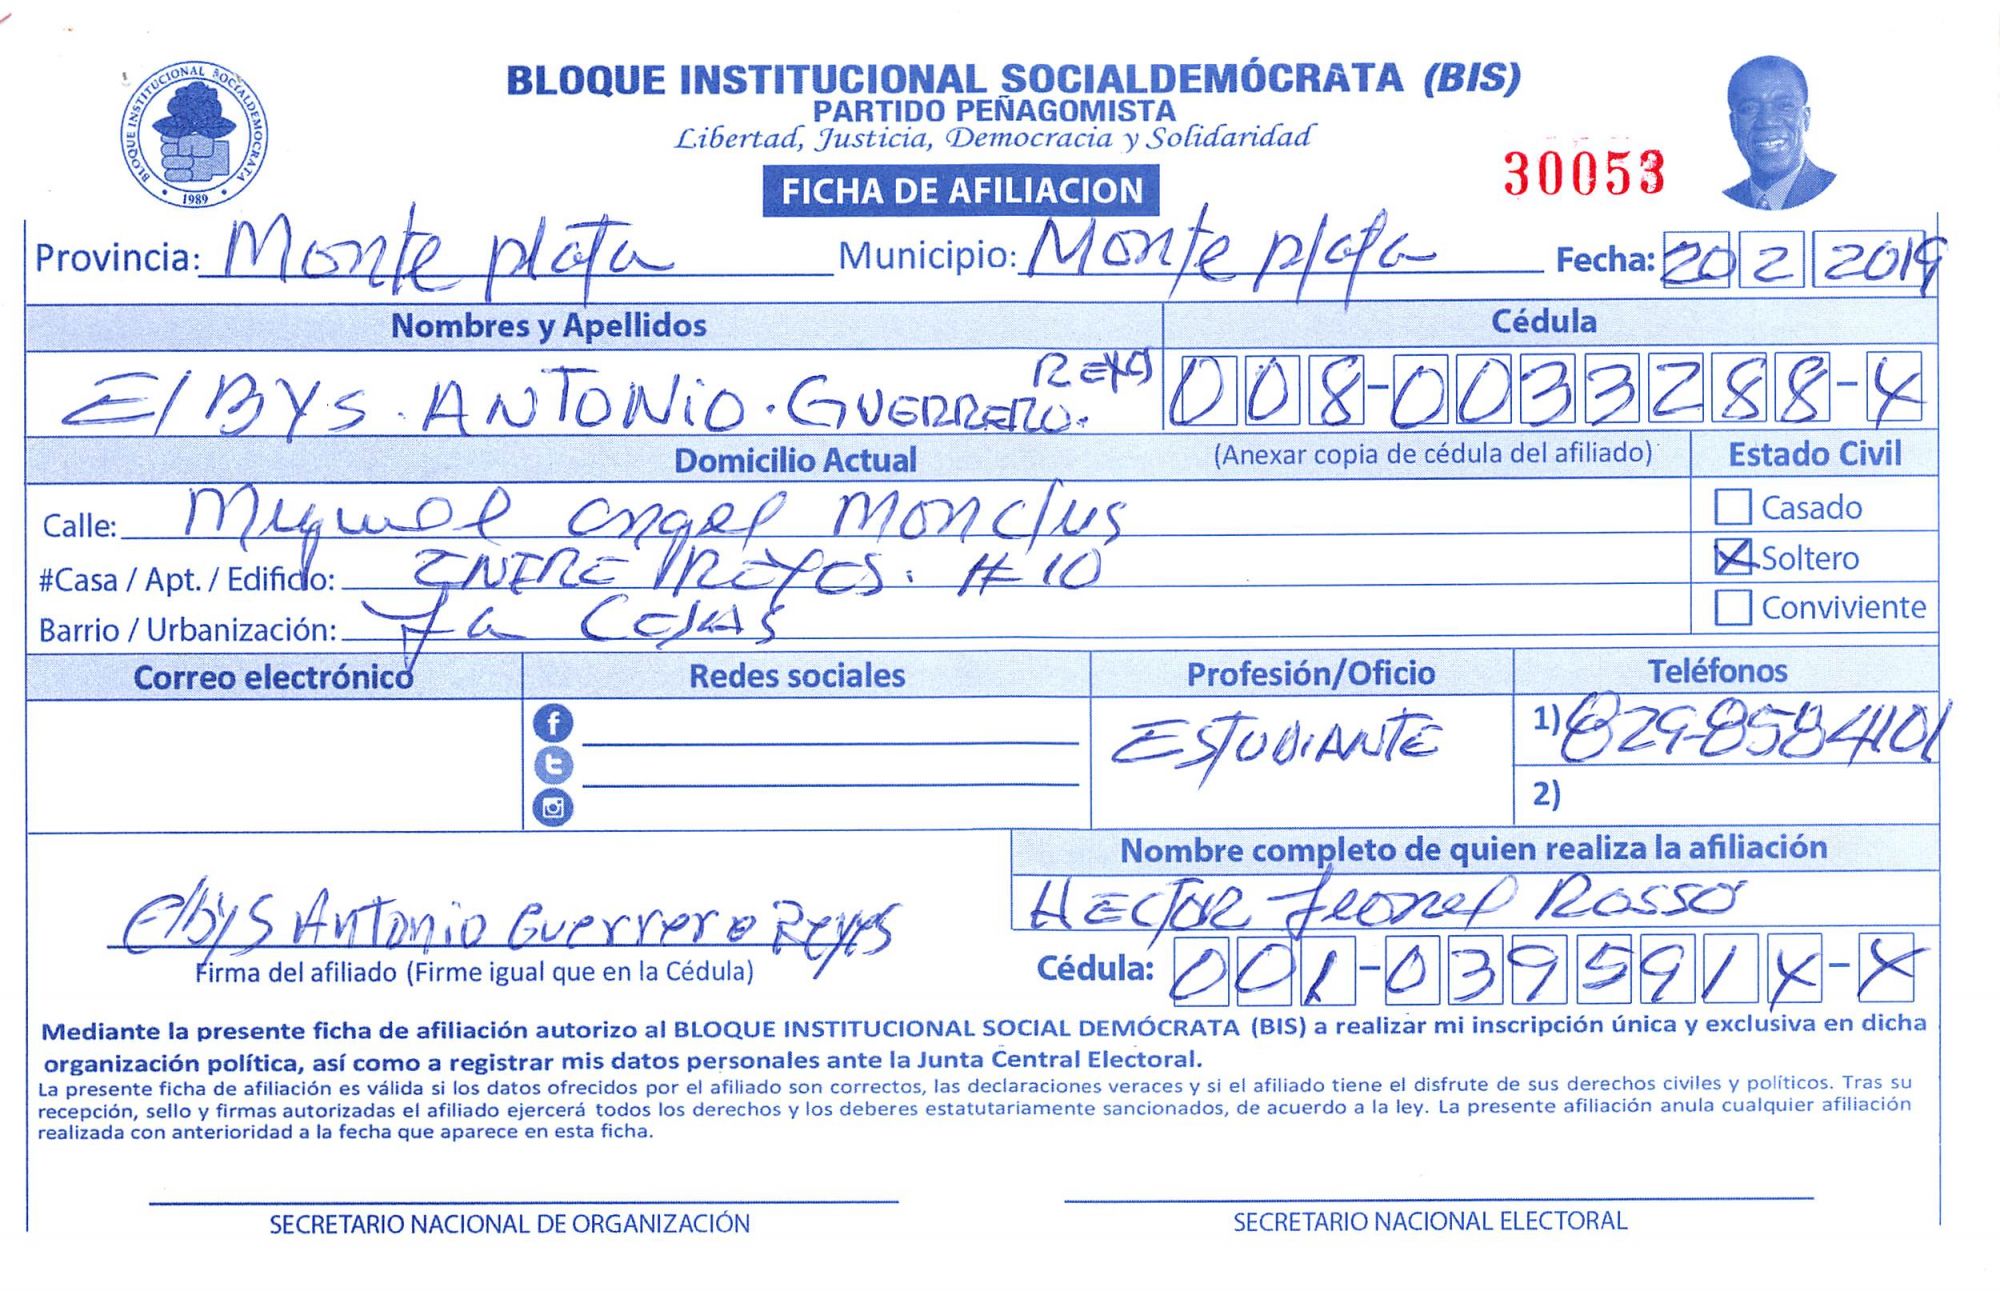 BLOQUE INSTITUCIONAL SOCIALDEMÓCRATA (BIS)
PARTIDO PEÑAGOMISTA
Libertad, Justicia, Democracia y Solidaridad
BLOQUE INSTITUCIONAL SOCIALDEMOCRATA
1989
30053
FICHA DE AFILIACION
Provincia: Monte plata Municipio: Monte plata Fecha: 20 2 2019
Nombres y Apellidos Cédula
ElBYS. ANTONIO. GUERRERO. REYES 008-0033288-4
Domicilio Actual (Anexar copia de cédula del afiliado) Estado Civil
Calle: Miguel angel Monclus
Casado
#Casa / Apt. / Edificio: REYES. #10
Soltero
Barrio / Urbanización: La CEJAS
Conviviente
Correo electrónico Redes sociales Profesión/Oficio Teléfonos
ESTUDIANTE 1) 829-8584101
2)
Nombre completo de quien realiza la afiliación
HECTOR Leonel ROSSO
Elbys Antonio Guerrero Reyes
Firma del afiliado (Firme igual que en la Cédula) Cédula: 001-0395914-4
Mediante la presente ficha de afiliación autorizo al BLOQUE INSTITUCIONAL SOCIAL DEMÓCRATA (BIS) a realizar mi inscripción única y exclusiva en dicha
organización política, así como a registrar mis datos personales ante la Junta Central Electoral.
La presente ficha de afiliación es válida si los datos ofrecidos por el afiliado son correctos, las declaraciones veraces y si el afiliado tiene el disfrute de sus derechos civiles y políticos. Tras su
recepción, sello y firmas autorizadas el afiliado ejercerá todos los derechos y los deberes estatutariamente sancionados, de acuerdo a la ley. La presente afiliación anula cualquier afiliación
realizada con anterioridad a la fecha que aparece en esta ficha.
SECRETARIO NACIONAL DE ORGANIZACIÓN SECRETARIO NACIONAL ELECTORAL